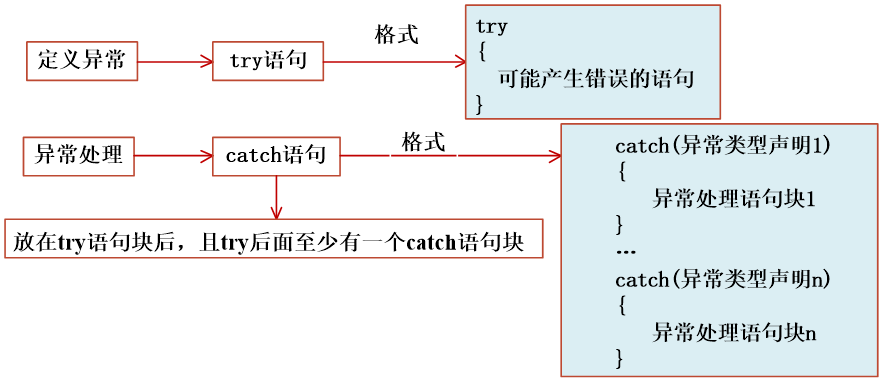 定义异常
try语句
格式
try
{
可能产生错误的语句
}
异常处理
catch语句
格式
放在try语句块后，且try后面至少有一个catch语句块
catch(异常类型声明1)
{
异常处理语句块1
}
…
catch(异常类型声明n)
{
异常处理语句块n
}